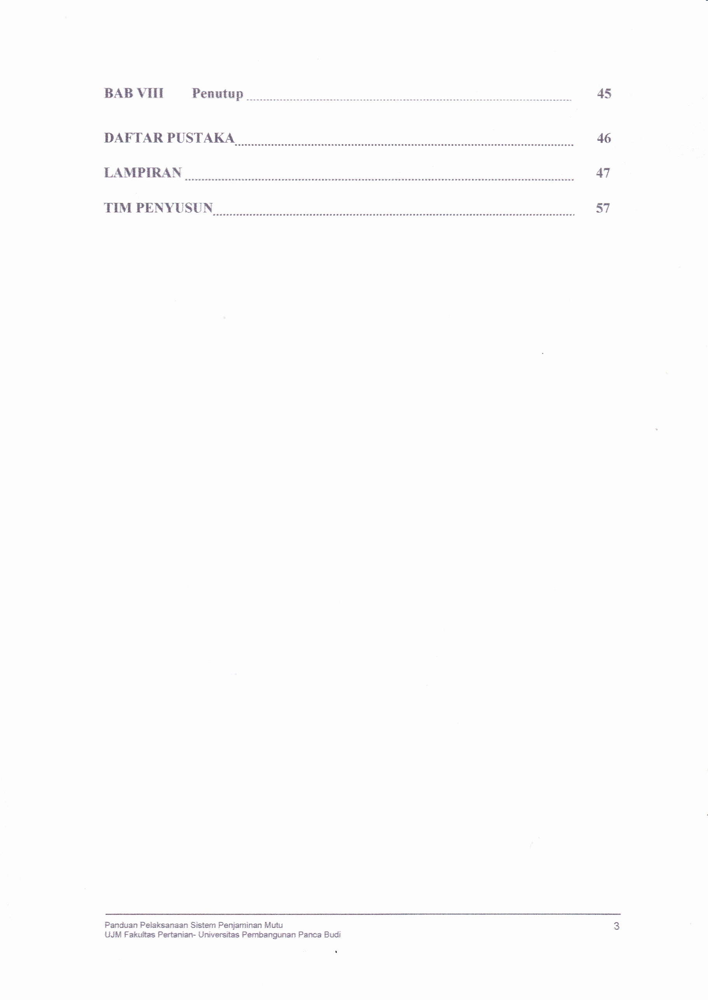 BAB VIII Penutup 45
DAFTAR PUSTAKA 46
LAMPIRAN 47
TIM PENYUSUN 57
Panduan Pelaksanaan Sistem Penjaminan Mutu 3
UJM Fakultas Pertanian- Universitas Pembangunan Panca Budi